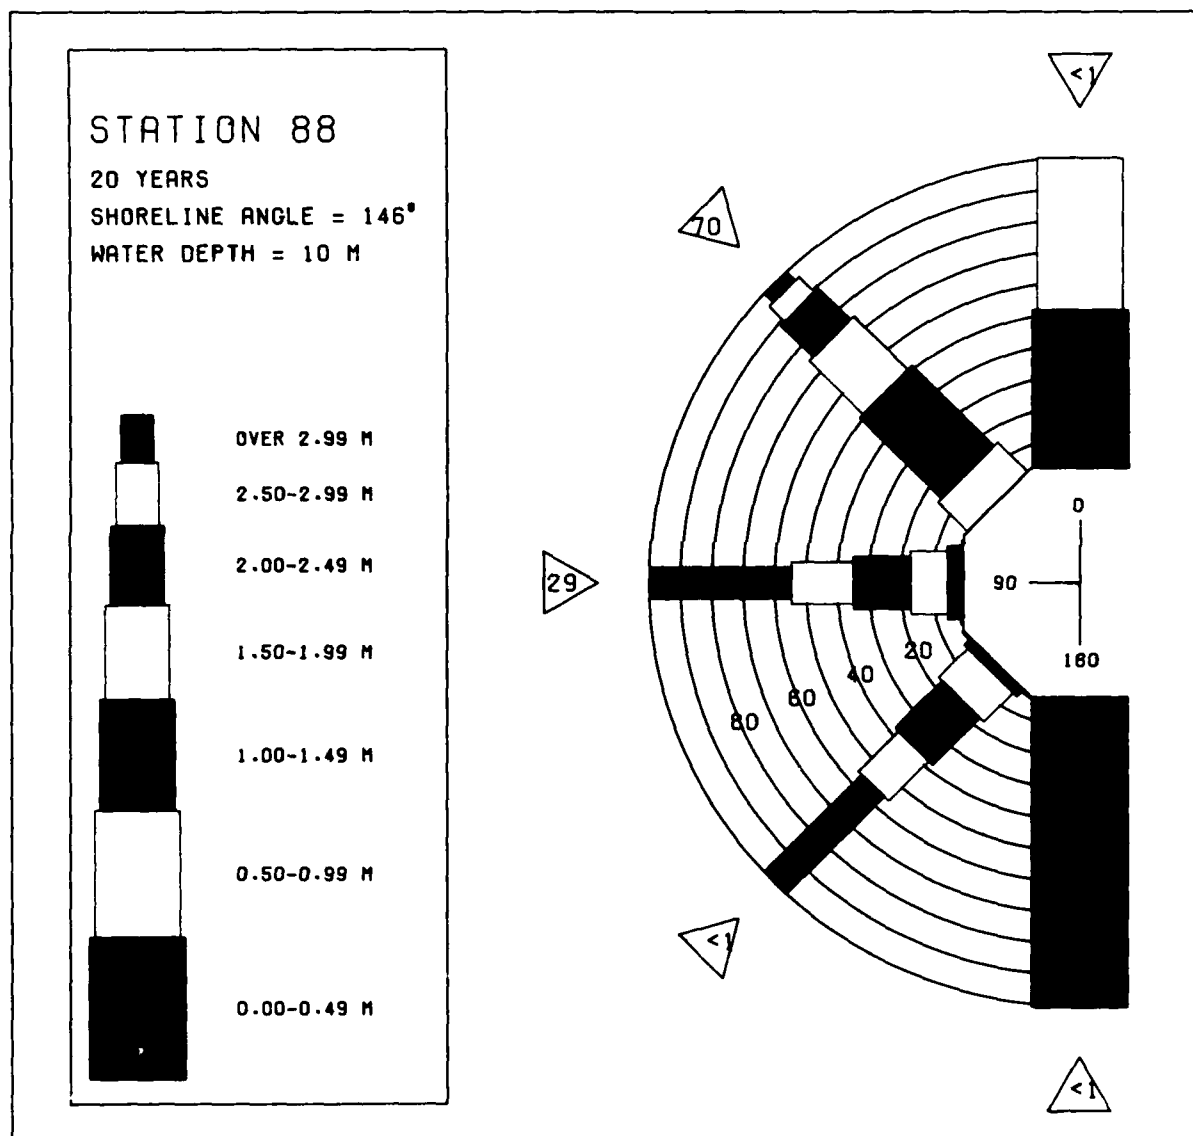 STATION 88
20 YEARS
SHORELINE ANGLE = 146°
WATER DEPTH = 10 M
OVER 2.99 M
2.50-2.99 M
2.00-2.49 M
1.50-1.99 M
1.00-1.49 M
0.50-0.99 M
0.00-0.49 M
<1
70
29
0
90
180
20
40
60
80
<1
<1